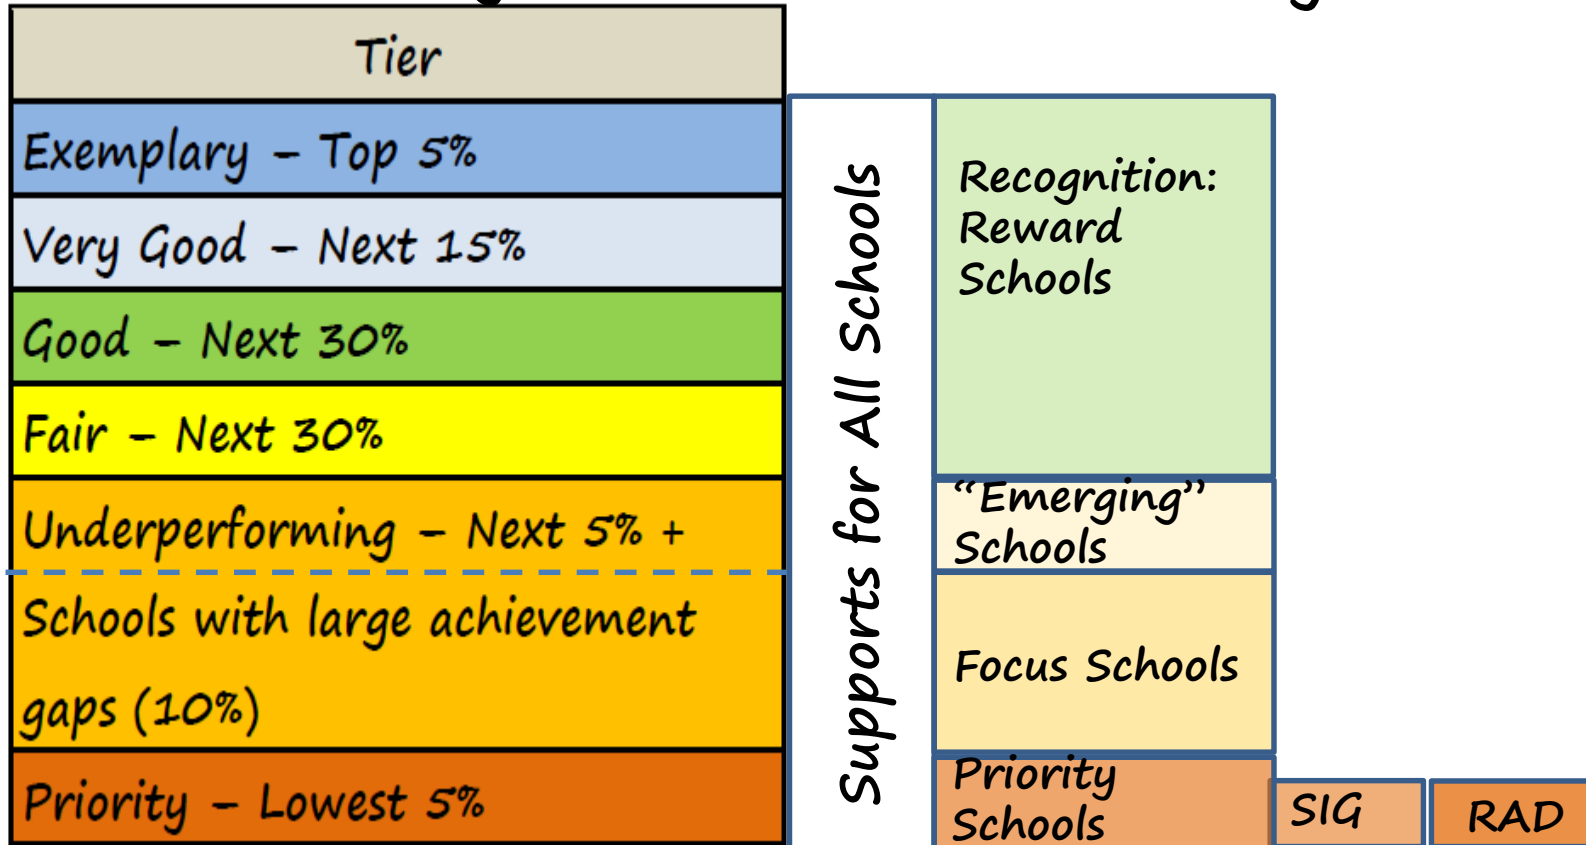 Tier
Exemplary – Top 5%
Very Good – Next 15%
Good – Next 30%
Fair – Next 30%
Underperforming – Next 5% +
Schools with large achievement
gaps (10%)
Priority – Lowest 5%
Supports for All Schools
Recognition:
Reward
Schools
“Emerging”
Schools
Focus Schools
Priority
Schools
SIG
RAD